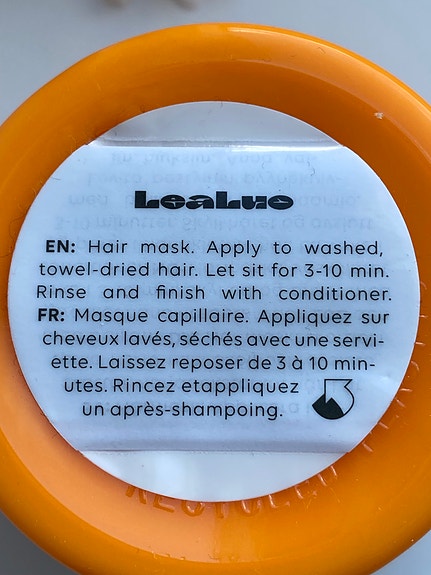 LeaLuo
EN: Hair mask. Apply to washed,
towel-dried hair. Let sit for 3-10 min.
Rinse and finish with conditioner.
FR: Masque capillaire. Appliquez sur
cheveux lavés, séchés avec une servi-
ette. Laissez reposer de 3 à 10 min-
utes. Rincez etappliquez
un après-shampoing.